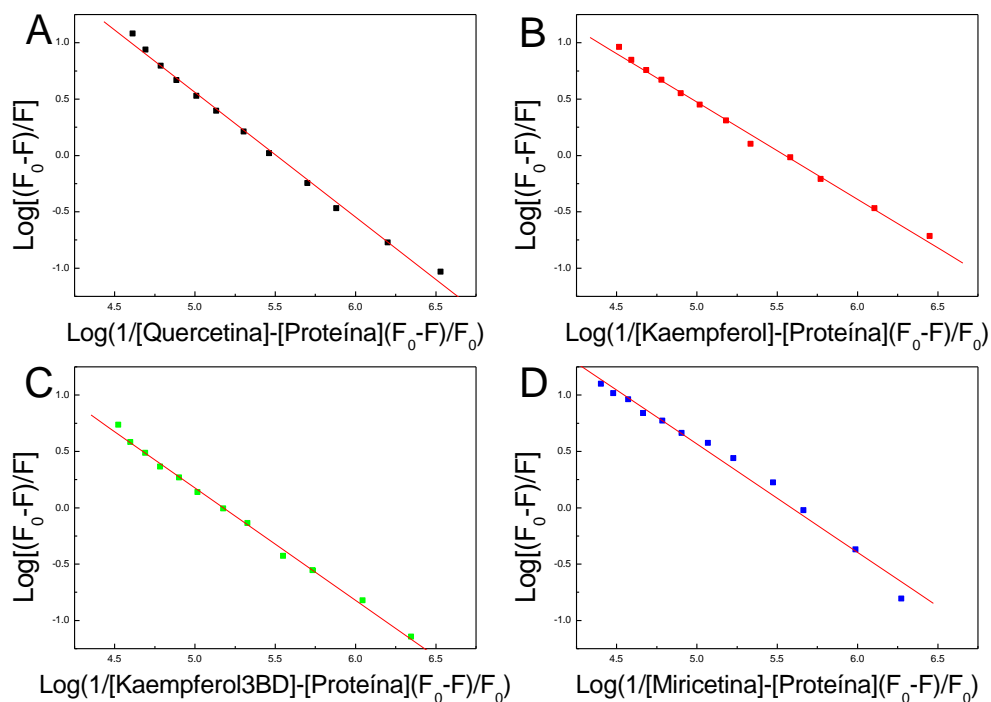 A
Log[(F0-F)/F]
1.0
0.5
0.0
-0.5
-1.0
4.5 5.0 5.5 6.0 6.5
Log(1/[Quercetina]-[Proteína](F0-F)/F0)
B
Log[(F0-F)/F]
1.0
0.5
0.0
-0.5
-1.0
4.5 5.0 5.5 6.0 6.5
Log(1/[Kaempferol]-[Proteína](F0-F)/F0)
C
Log[(F0-F)/F]
1.0
0.5
0.0
-0.5
-1.0
4.5 5.0 5.5 6.0 6.5
Log(1/[Kaempferol3BD]-[Proteína](F0-F)/F0)
D
Log[(F0-F)/F]
1.0
0.5
0.0
-0.5
-1.0
4.5 5.0 5.5 6.0 6.5
Log(1/[Miricetina]-[Proteína](F0-F)/F0)